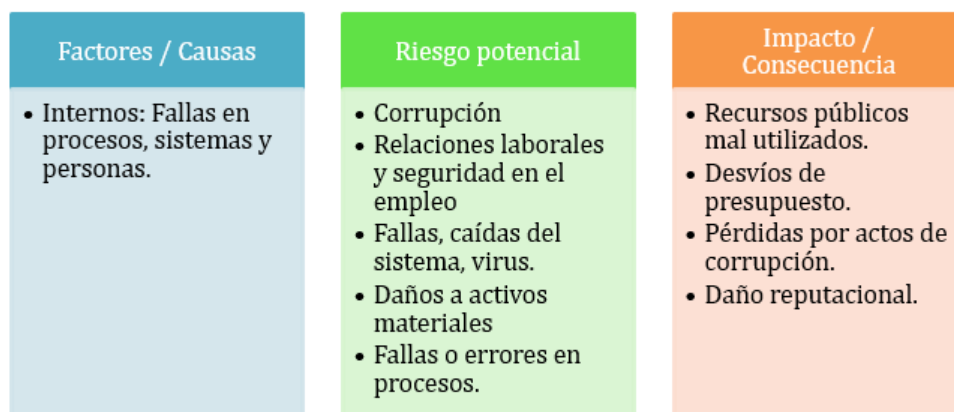 Factores / Causas
• Internos: Fallas en
procesos, sistemas y
personas.
Riesgo potencial
• Corrupción
• Relaciones laborales
y seguridad en el
empleo
• Fallas, caídas del
sistema, virus.
• Daños a activos
materiales
• Fallas o errores en
procesos.
Impacto /
Consecuencia
• Recursos públicos
mal utilizados.
• Desvíos de
presupuesto.
• Pérdidas por actos de
corrupción.
• Daño reputacional.